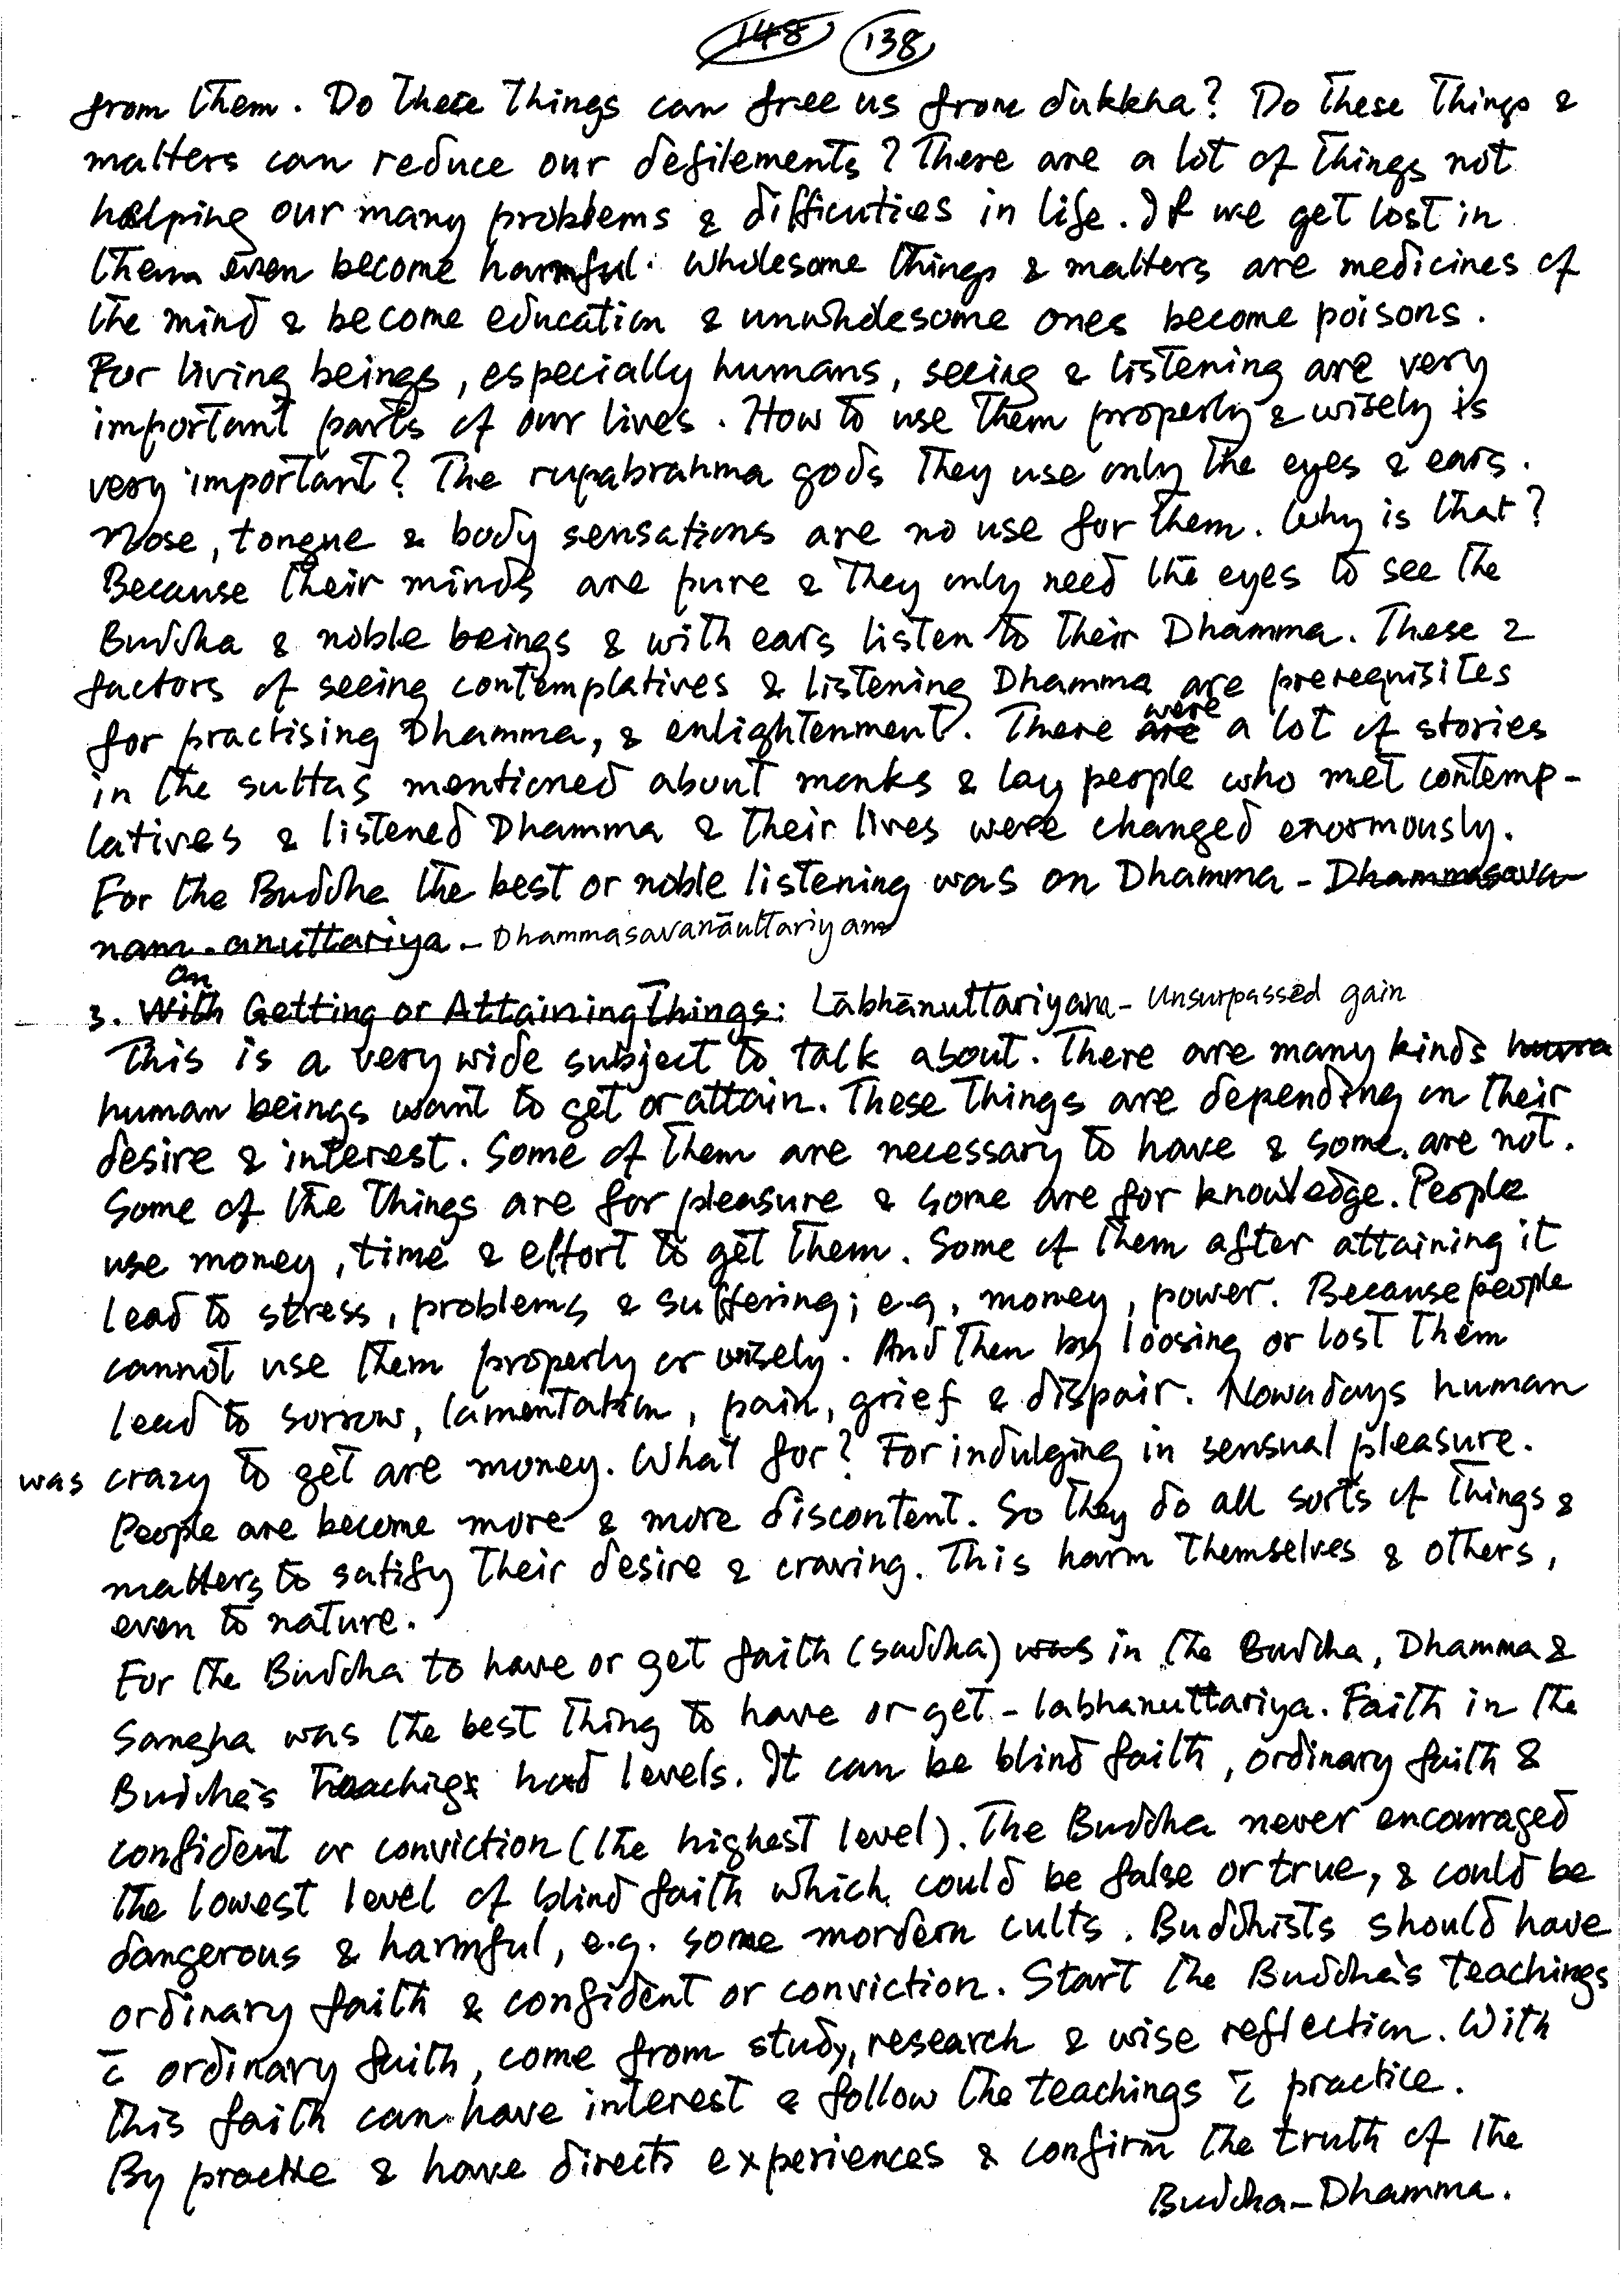 148 138
from them. Do these things can free us from dukkha? Do these things &
matters can reduce our defilements? There are a lot of things not
helping our many problems & difficuties in life. If we get lost in
them even become harmful. Wholesome things & matters are medicines of
the mind & become education & unwholesome ones become poisons.
For living beings, especially humans, seeing & listening are very
important parts of our lives. How to use them properly & wisely is
very important? The rupabrahma gods they use only the eyes & ears.
Nose, tongue & body sensations are no use for them. Why is that?
Because their minds are pure & they only need the eyes to see the
Buddha & noble beings & with ears listen to their Dhamma. These 2
factors of seeing contemplatives & listening Dhamma are prerequisites
for practising Dhamma, & enlightenment. There are were a lot of stories
in the suttas mentioned about monks & lay people who met contemp-
latives & listened Dhamma & their lives were changed enormously.
For the Buddha the best or noble listening was on Dhamma - Dhammasava-
nam-anuttariya - Dhammasavanāuttariyam
3. With On Getting or Attaining Things: Lābhānuttariyam - Unsurpassed gain
This is a very wide subject to talk about. There are many kinds huma
human beings want to get or attain. These things are depending on their
desire & interest. Some of them are necessary to have & some are not.
Some of the things are for pleasure & some are for knowledge. People
use money, time & effort to get them. Some of them after attaining it
lead to stress, problems & suffering; e.g, money, power. Because people
cannot use them properly or wisely. And then by loosing or lost them
lead to sorrow, lamentation, pain, grief & dispair. Nowadays human
was crazy to get are money. What for? For indulging in sensual pleasure.
People are become more & more discontent. So they do all sorts of things &
matters to satify their desire & craving. This harm themselves & others,
even to nature.
For the Buddha to have or get faith (saddha) was in the Buddha, Dhamma &
Sangha was the best thing to have or get - labhanuttariya. Faith in the
Buddha's Teachings had levels. It can be blind faith, ordinary faith &
confident or conviction (the highest level). The Buddha never encouraged
the lowest level of blind faith which could be false or true, & could be
dangerous & harmful, e.g. some mordern cults. Buddhists should have
ordinary faith & confident or conviction. Start the Buddha's teachings
c̄ ordinary faith, come from study, research & wise reflection. With
this faith can have interest & follow the teachings c̄ practice.
By practie & have directs experiences & confirm the truth of the
Buddha-Dhamma.